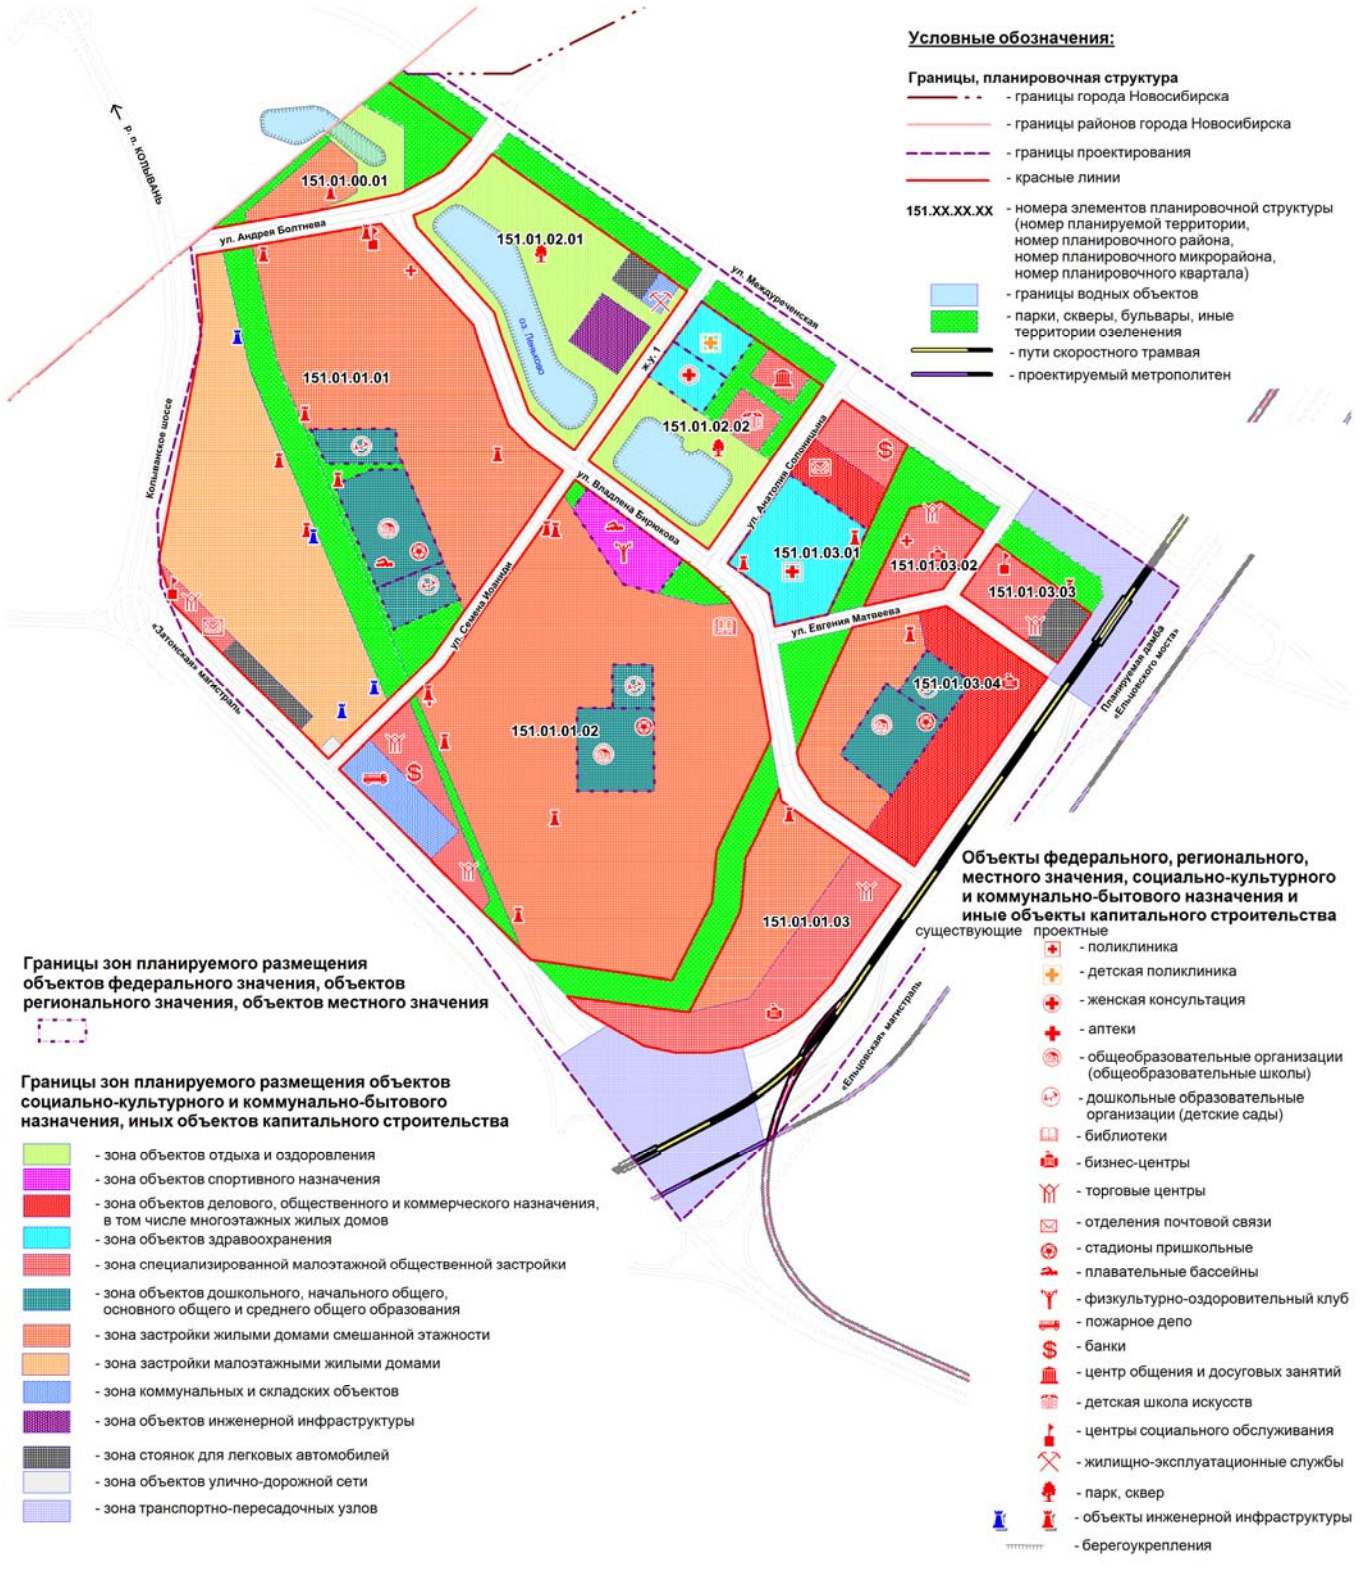 Условные обозначения:
Границы, планировочная структура
- границы города Новосибирска
- границы районов города Новосибирска
- границы проектирования
- красные линии
151.XX.XX.XX - номера элементов планировочной структуры
(номер планируемой территории,
номер планировочного района,
номер планировочного микрорайона,
номер планировочного квартала)
- границы водных объектов
- парки, скверы, бульвары, иные
территории озеленения
- пути скоростного трамвая
- проектируемый метрополитен
р. п. КОЛЫВАНЬ
151.01.00.01
ул. Андрея Болтнева
151.01.02.01
ул. Междуреченская
оз. Леньково
ж.у. 1
151.01.01.01
151.01.02.02
Колыванское шоссе
ул. Анатолия Солоницына
ул. Владлена Бирюкова
151.01.03.01
151.01.03.02
151.01.03.03
ул. Семена Иоаниди
ул. Евгения Матвеева
«Затонская» магистраль
Планируемая дамба
«Ельцовского моста»
151.01.03.04
151.01.01.02
151.01.01.03
«Ельцовская» магистраль
Объекты федерального, регионального,
местного значения, социально-культурного
и коммунально-бытового назначения и
иные объекты капитального строительства
существующие проектные
- поликлиника
- детская поликлиника
- женская консультация
- аптеки
- общеобразовательные организации
(общеобразовательные школы)
- дошкольные образовательные
организации (детские сады)
- библиотеки
- бизнес-центры
- торговые центры
- отделения почтовой связи
- стадионы пришкольные
- плавательные бассейны
- физкультурно-оздоровительный клуб
- пожарное депо
- банки
- центр общения и досуговых занятий
- детская школа искусств
- центры социального обслуживания
- жилищно-эксплуатационные службы
- парк, сквер
- объекты инженерной инфраструктуры
- берегоукрепления
Границы зон планируемого размещения
объектов федерального значения, объектов
регионального значения, объектов местного значения
Границы зон планируемого размещения объектов
социально-культурного и коммунально-бытового
назначения, иных объектов капитального строительства
- зона объектов отдыха и оздоровления
- зона объектов спортивного назначения
- зона объектов делового, общественного и коммерческого назначения,
в том числе многоэтажных жилых домов
- зона объектов здравоохранения
- зона специализированной малоэтажной общественной застройки
- зона объектов дошкольного, начального общего,
основного общего и среднего общего образования
- зона застройки жилыми домами смешанной этажности
- зона застройки малоэтажными жилыми домами
- зона коммунальных и складских объектов
- зона объектов инженерной инфраструктуры
- зона стоянок для легковых автомобилей
- зона объектов улично-дорожной сети
- зона транспортно-пересадочных узлов